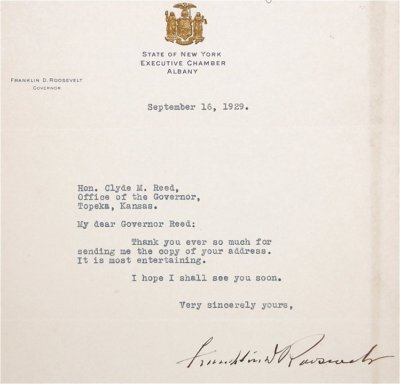 STATE OF NEW YORK
EXECUTIVE CHAMBER
ALBANY
FRANKLIN D. ROOSEVELT
GOVERNOR
September 16, 1929.
Hon. Clyde M. Reed,
Office of the Governor,
Topeka, Kansas.
My dear Governor Reed:
Thank you ever so much for
sending me the copy of your address.
It is most entertaining.
I hope I shall see you soon.
Very sincerely yours,
Franklin D Roosevelt